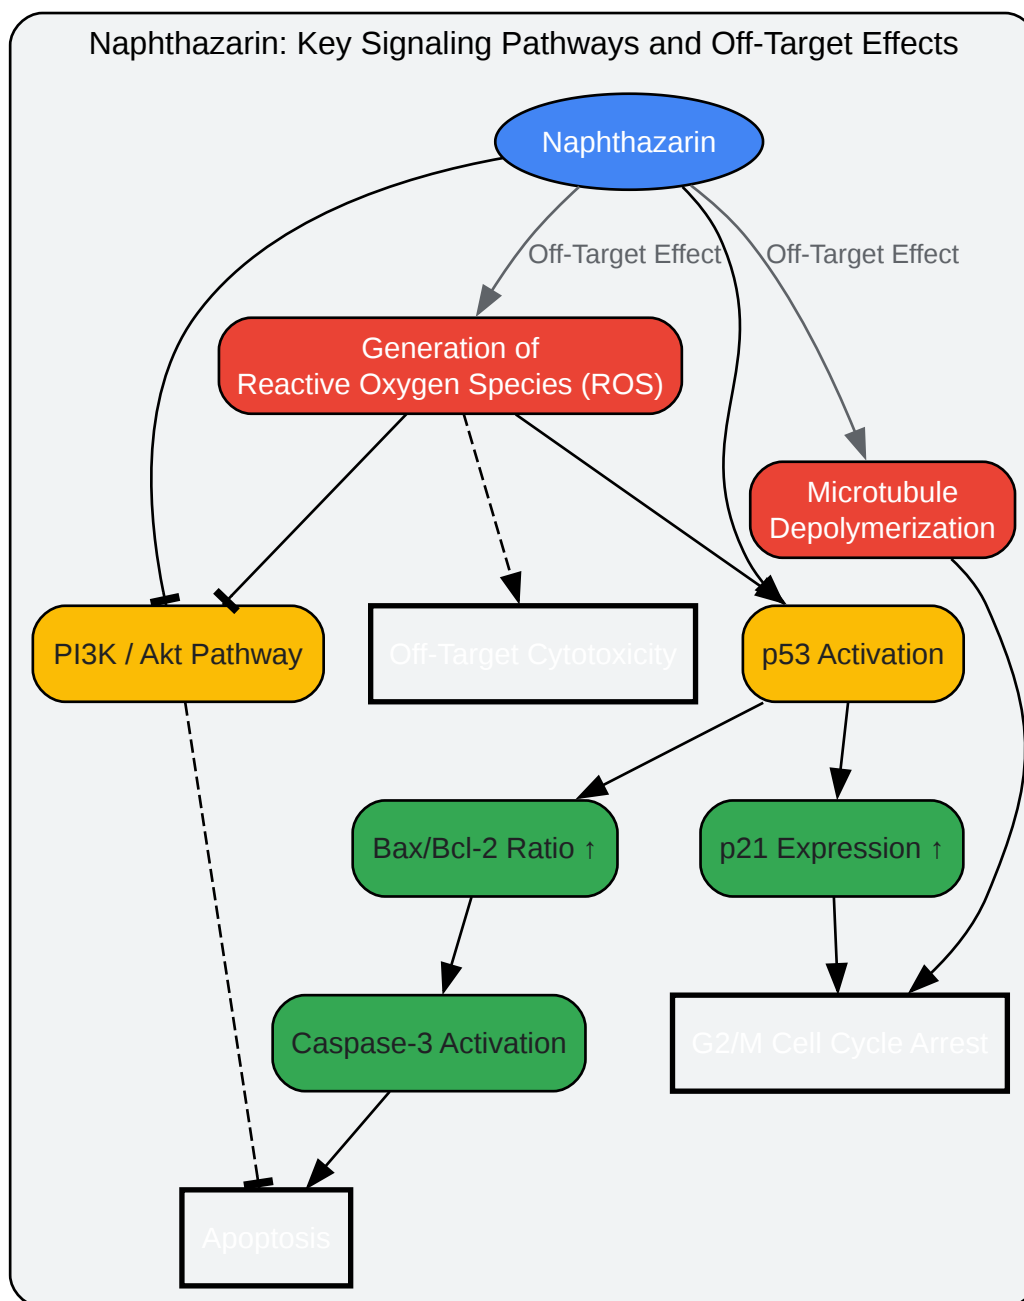 Naphthazarin: Key Signaling Pathways and Off-Target Effects
Naphthazarin
Off-Target Effect
Off-Target Effect
Generation of
Reactive Oxygen Species (ROS)
Microtubule
Depolymerization
PI3K / Akt Pathway
Off-Target Cytotoxicity
p53 Activation
Bax/Bcl-2 Ratio ↑
p21 Expression ↑
Caspase-3 Activation
G2/M Cell Cycle Arrest
Apoptosis